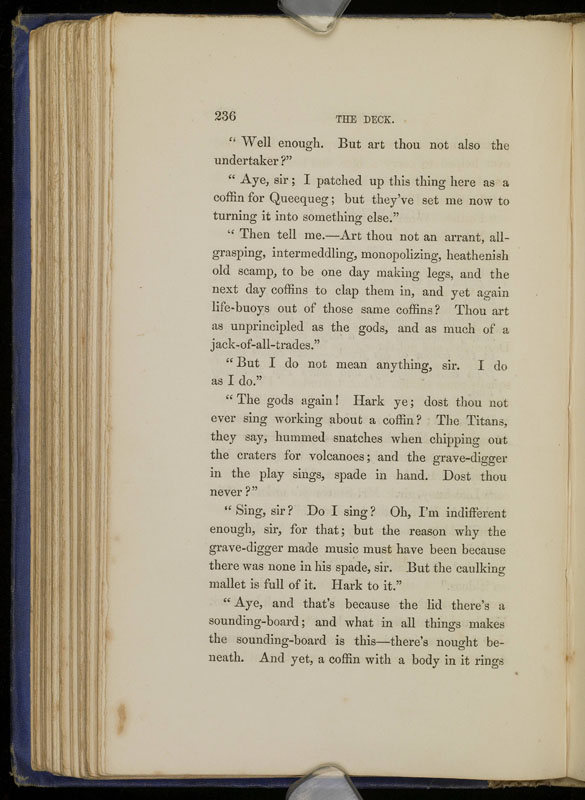 236 THE DECK.
“ Well enough. But art thou not also the
undertaker ?”
“ Aye, sir ; I patched up this thing here as a
coffin for Queequeg ; but they've set me now to
turning it into something else.”
“ Then tell me.—Art thou not an arrant, all-
grasping, intermeddling, monopolizing, heathenish
old scamp, to be one day making legs, and the
next day coffins to clap them in, and yet again
life-buoys out of those same coffins ? Thou art
as unprincipled as the gods, and as much of a
jack-of-all-trades.”
“ But I do not mean anything, sir. I do
as I do.”
“ The gods again ! Hark ye ; dost thou not
ever sing working about a coffin ? The Titans,
they say, hummed snatches when chipping out
the craters for volcanoes ; and the grave-digger
in the play sings, spade in hand. Dost thou
never ?”
“ Sing, sir ? Do I sing ? Oh, I'm indifferent
enough, sir, for that ; but the reason why the
grave-digger made music must have been because
there was none in his spade, sir. But the caulking
mallet is full of it. Hark to it.”
“ Aye, and that's because the lid there's a
sounding-board ; and what in all things makes
the sounding-board is this—there's nought be-
neath. And yet, a coffin with a body in it rings